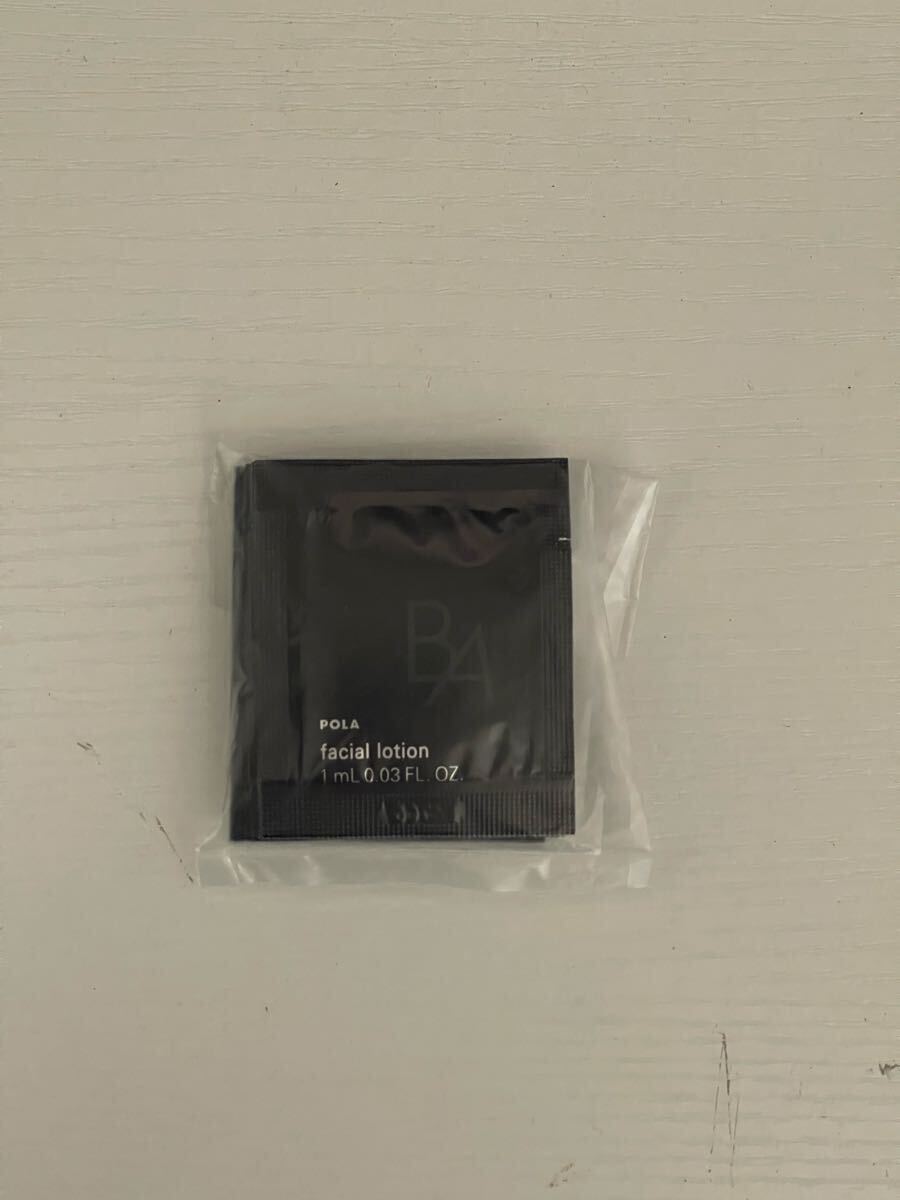 BA
POLA
facial lotion
1 mL 0.03 FL. OZ.